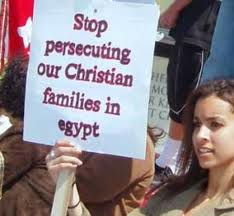 Stop
persecuting
our Christian
families in
egypt